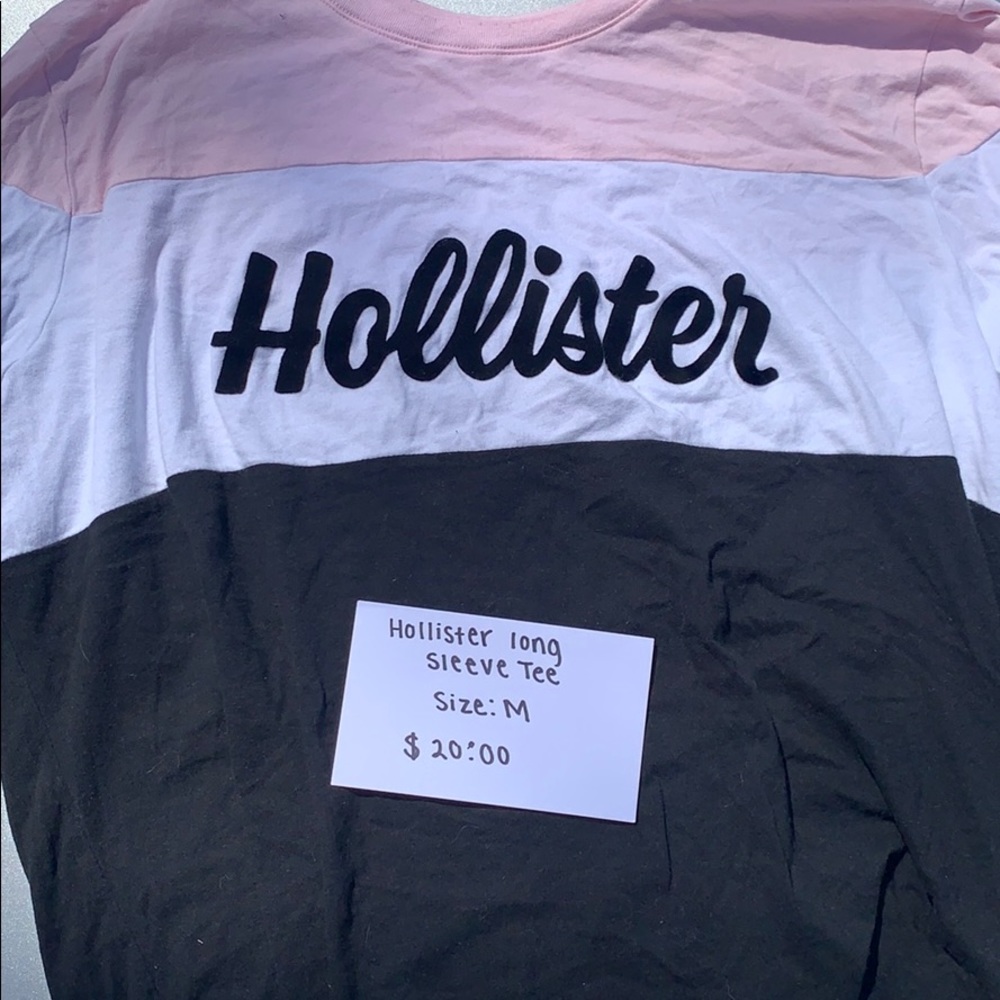 Hollister
Hollister long
Sleeve Tee
Size: M
$ 20:00